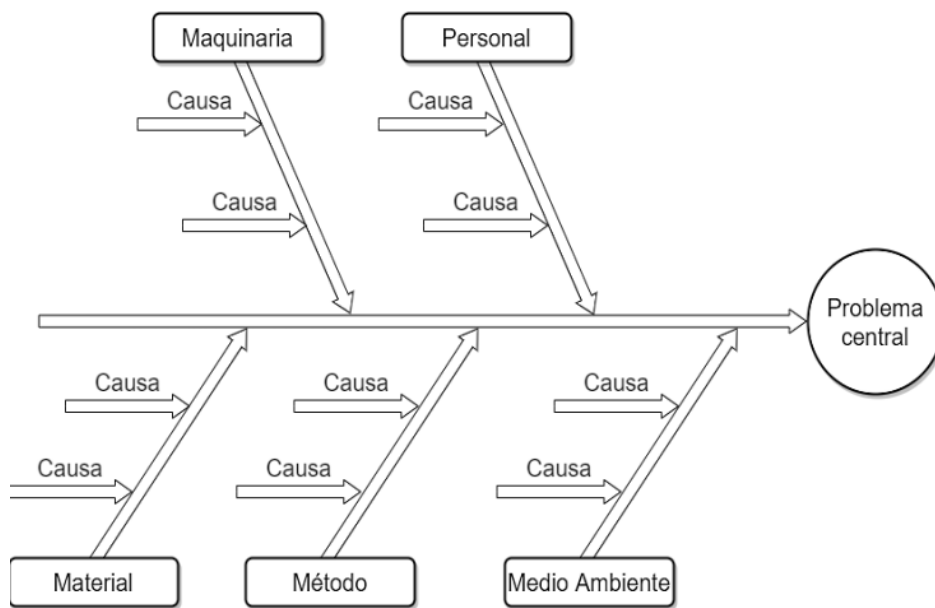 Maquinaria
Personal
Causa
Causa
Causa
Causa
Problema
central
Causa
Causa
Causa
Causa
Causa
Causa
Material
Método
Medio Ambiente